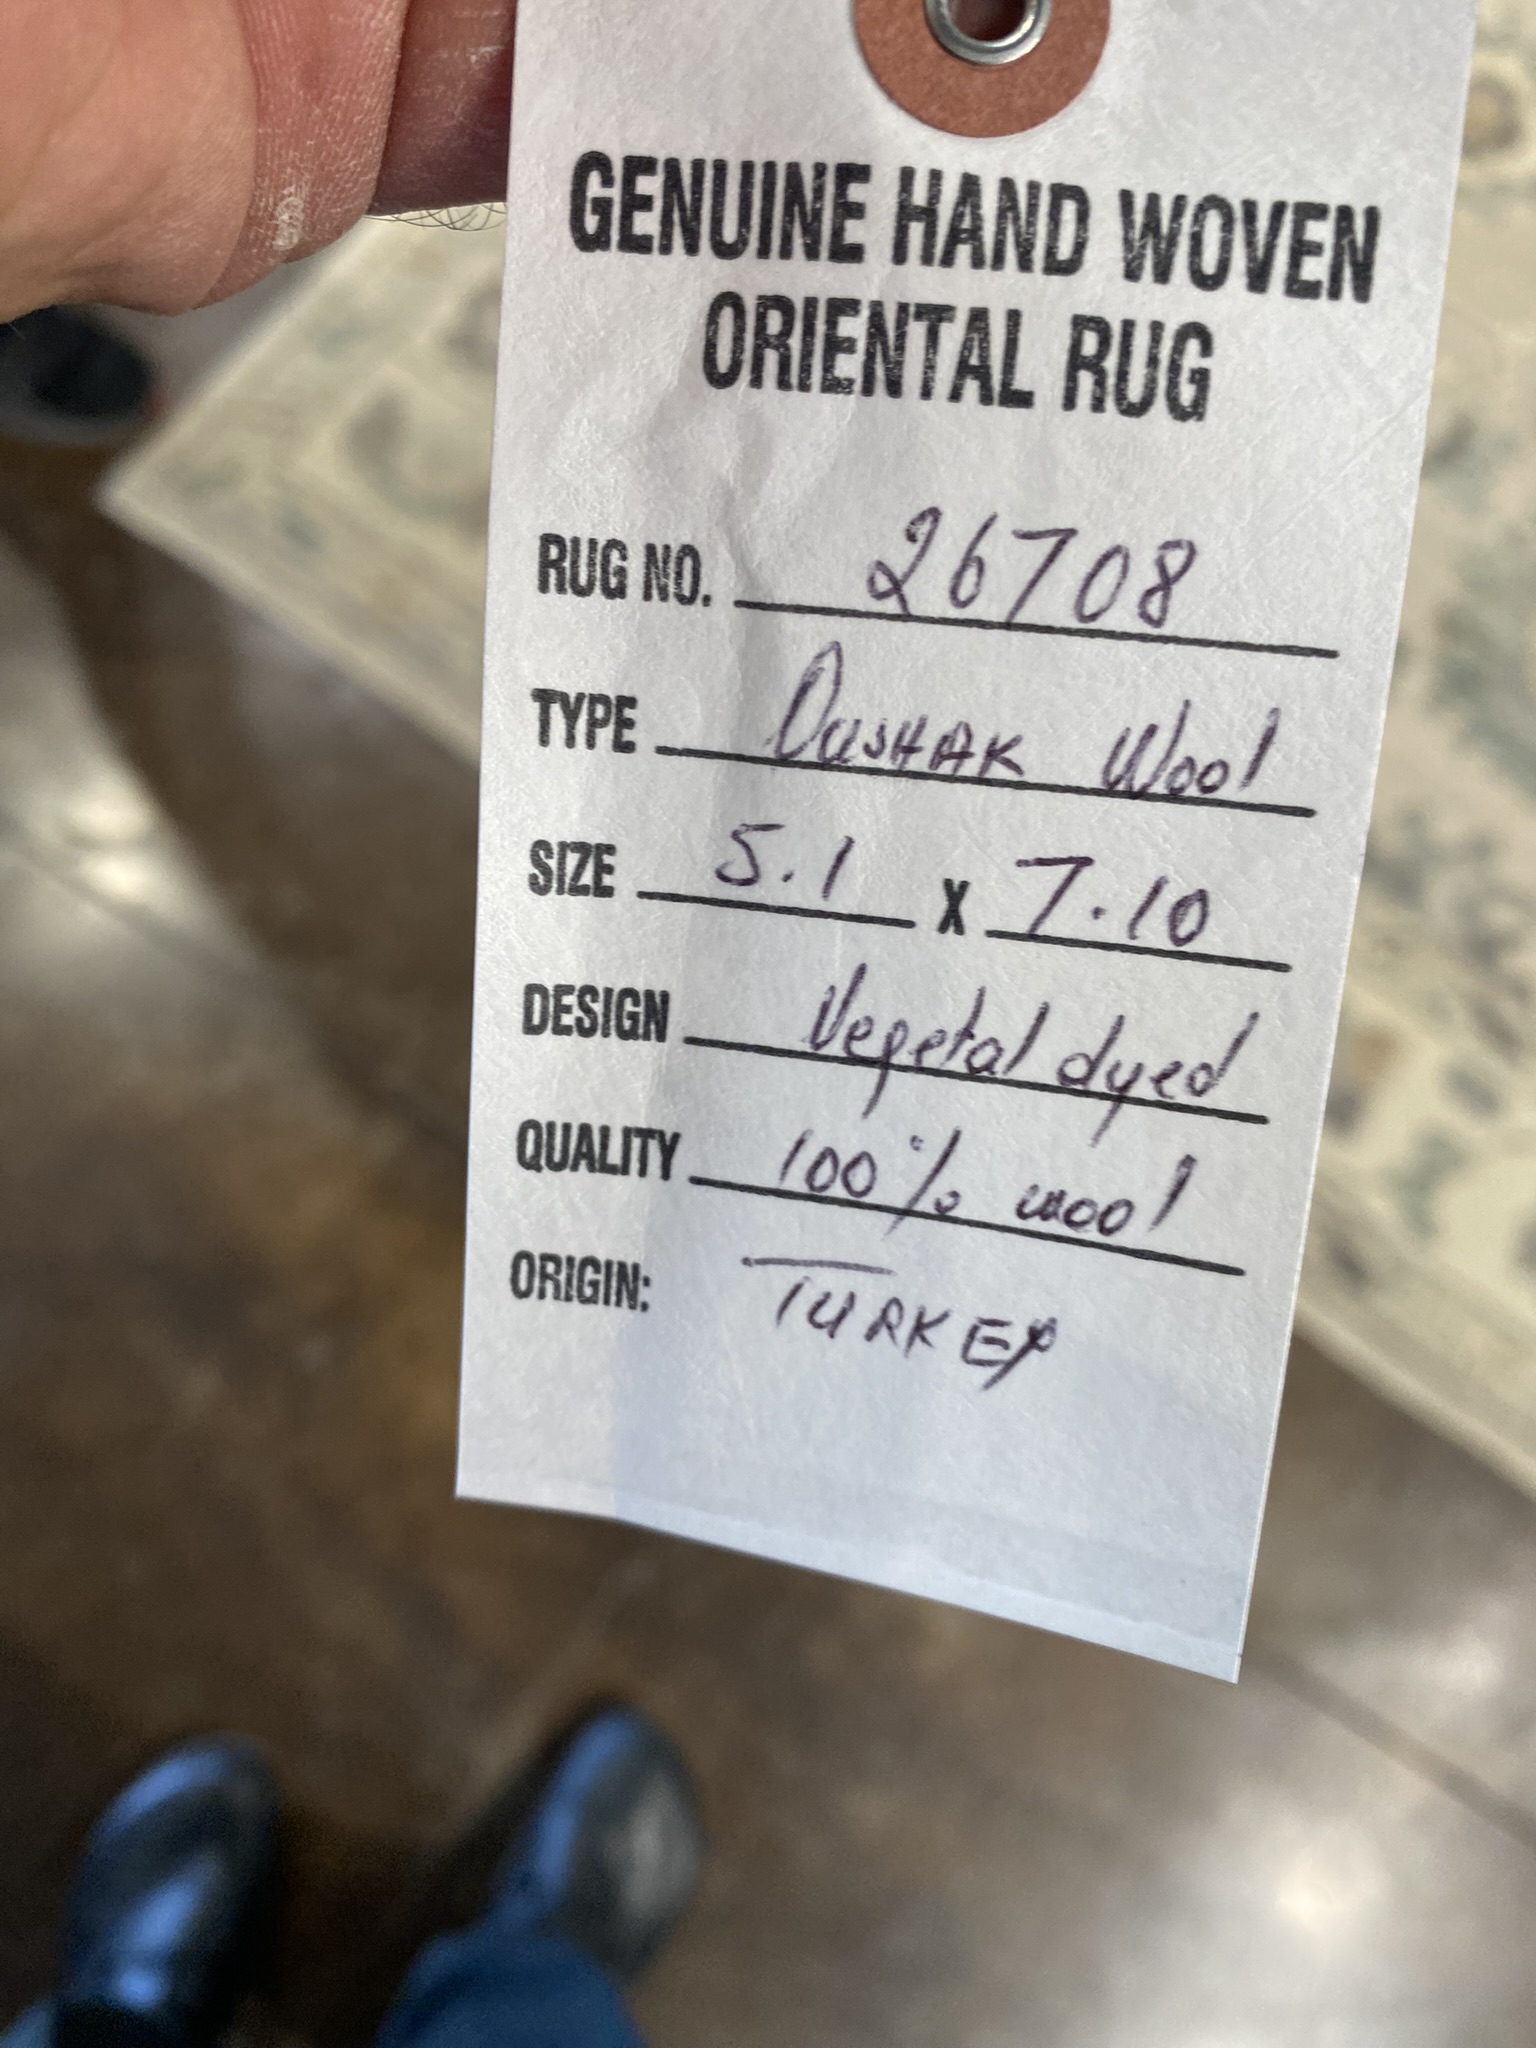 GENUINE HAND WOVEN
ORIENTAL RUG
RUG NO. 26708
TYPE OUSHAK Wool
SIZE 5.1 X 7.10
DESIGN Vegetal dyed
QUALITY 100% wool
ORIGIN: TURKEY